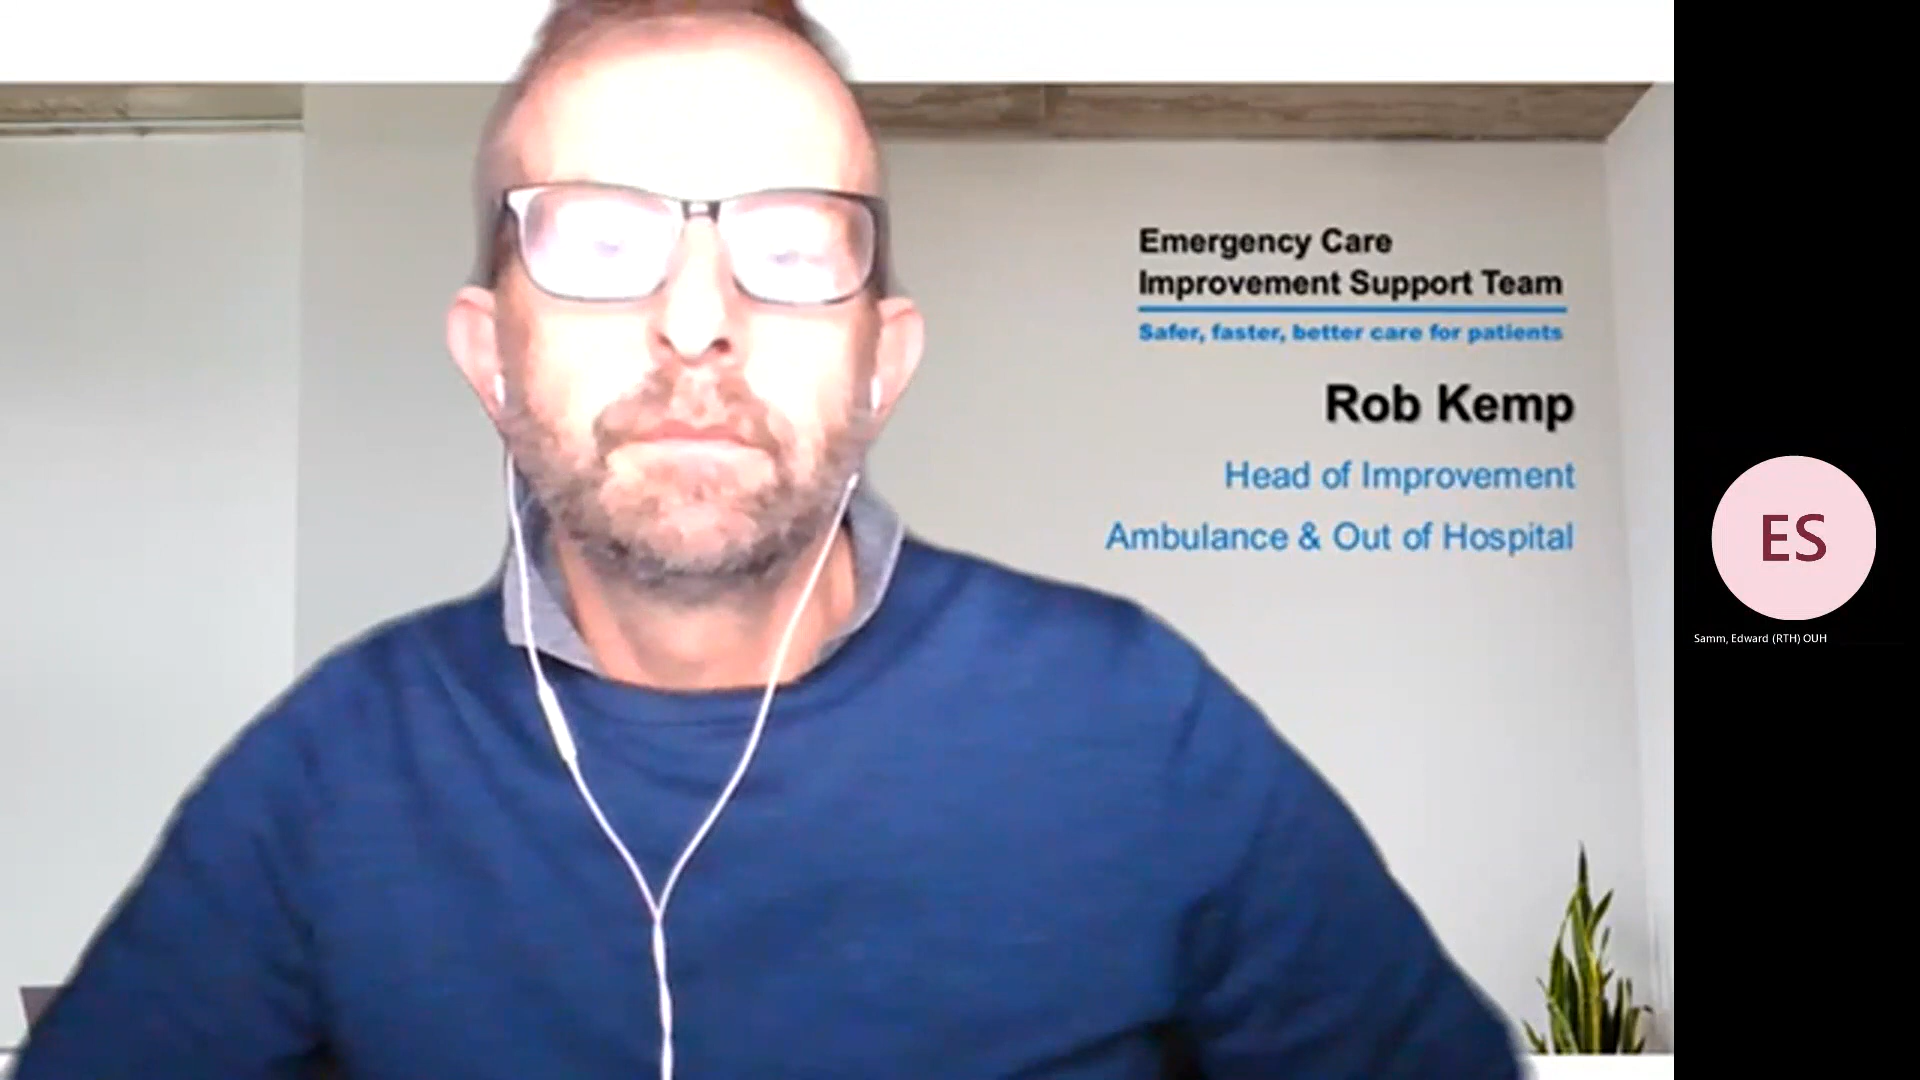 Emergency Care
Improvement Support Team
Safer, faster, better care for patients
Rob Kemp
Head of Improvement
Ambulance & Out of Hospital
ES
Samm, Edward (RTH) OUH